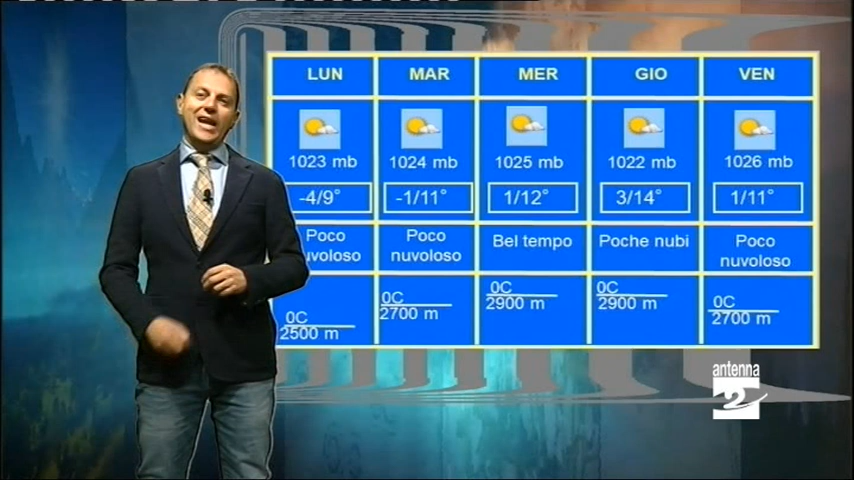 LUN MAR MER GIO VEN
1023 mb 1024 mb 1025 mb 1022 mb 1026 mb
-4/9° -1/11° 1/12° 3/14° 1/11°
Poco Poco Bel tempo Poche nubi Poco
nuvoloso nuvoloso
0C 0C 0C 0C 0C
2500 m 2700 m 2900 m 2900 m 2700 m
antenna
2